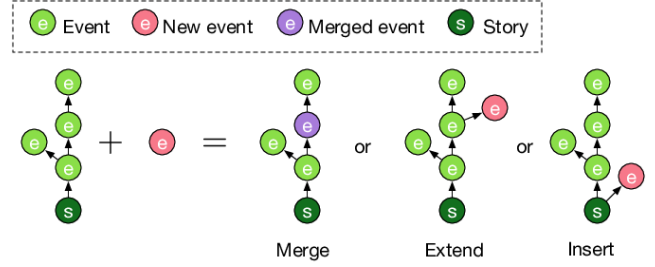 e Event e New event e Merged event s Story
e e e e e
e e e e e
e e + e = e e or e e or e e
e e e e
s s s s
Merge Extend Insert